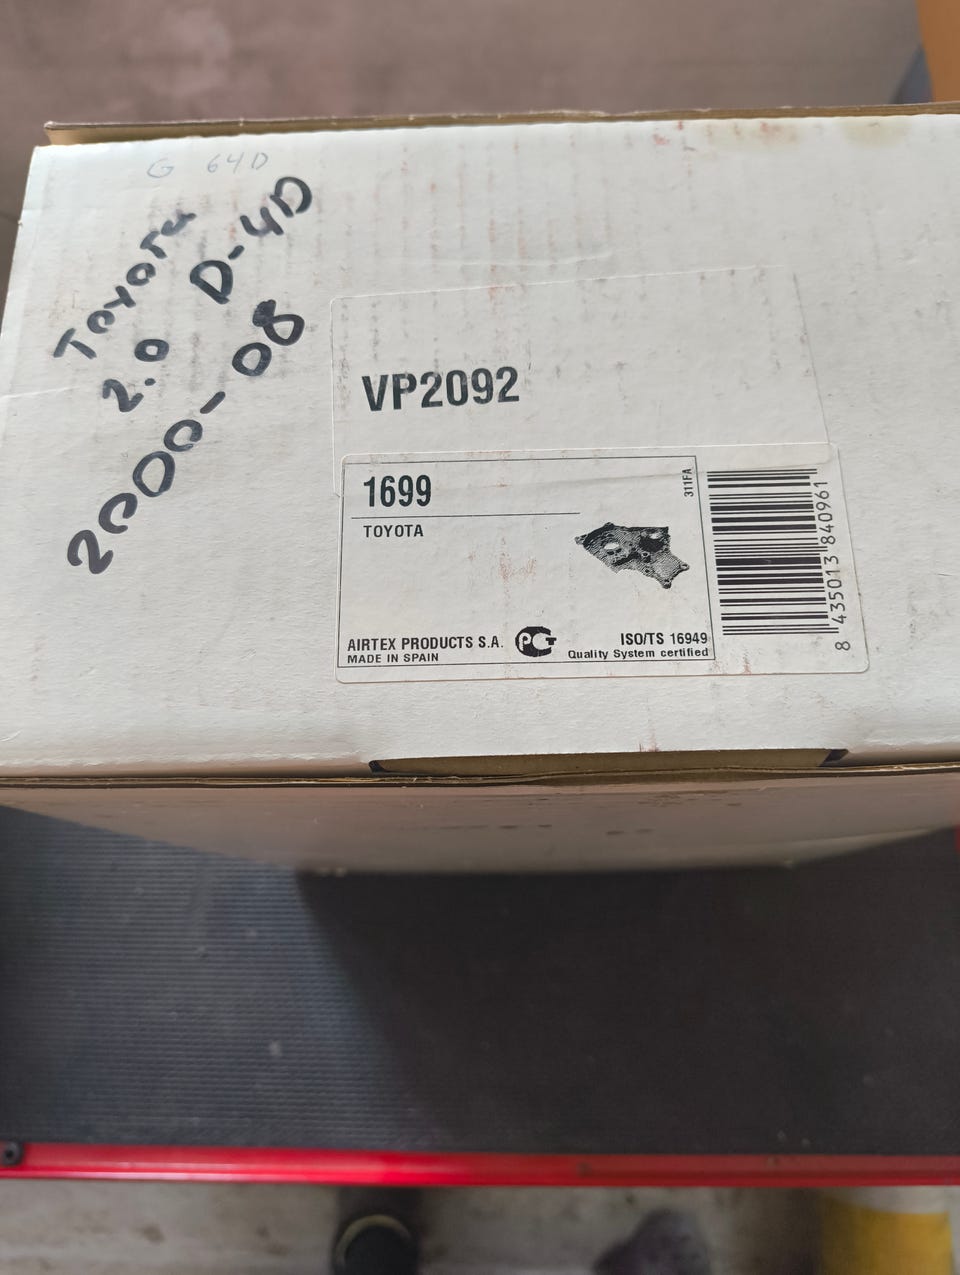 G 64D
Toyota
2.0 D-4D
2000-08
VP2092
1699
311FA
TOYOTA
AIRTEX PRODUCTS S.A.
MADE IN SPAIN
ISO/TS 16949
Quality System certified
8 435013 840961